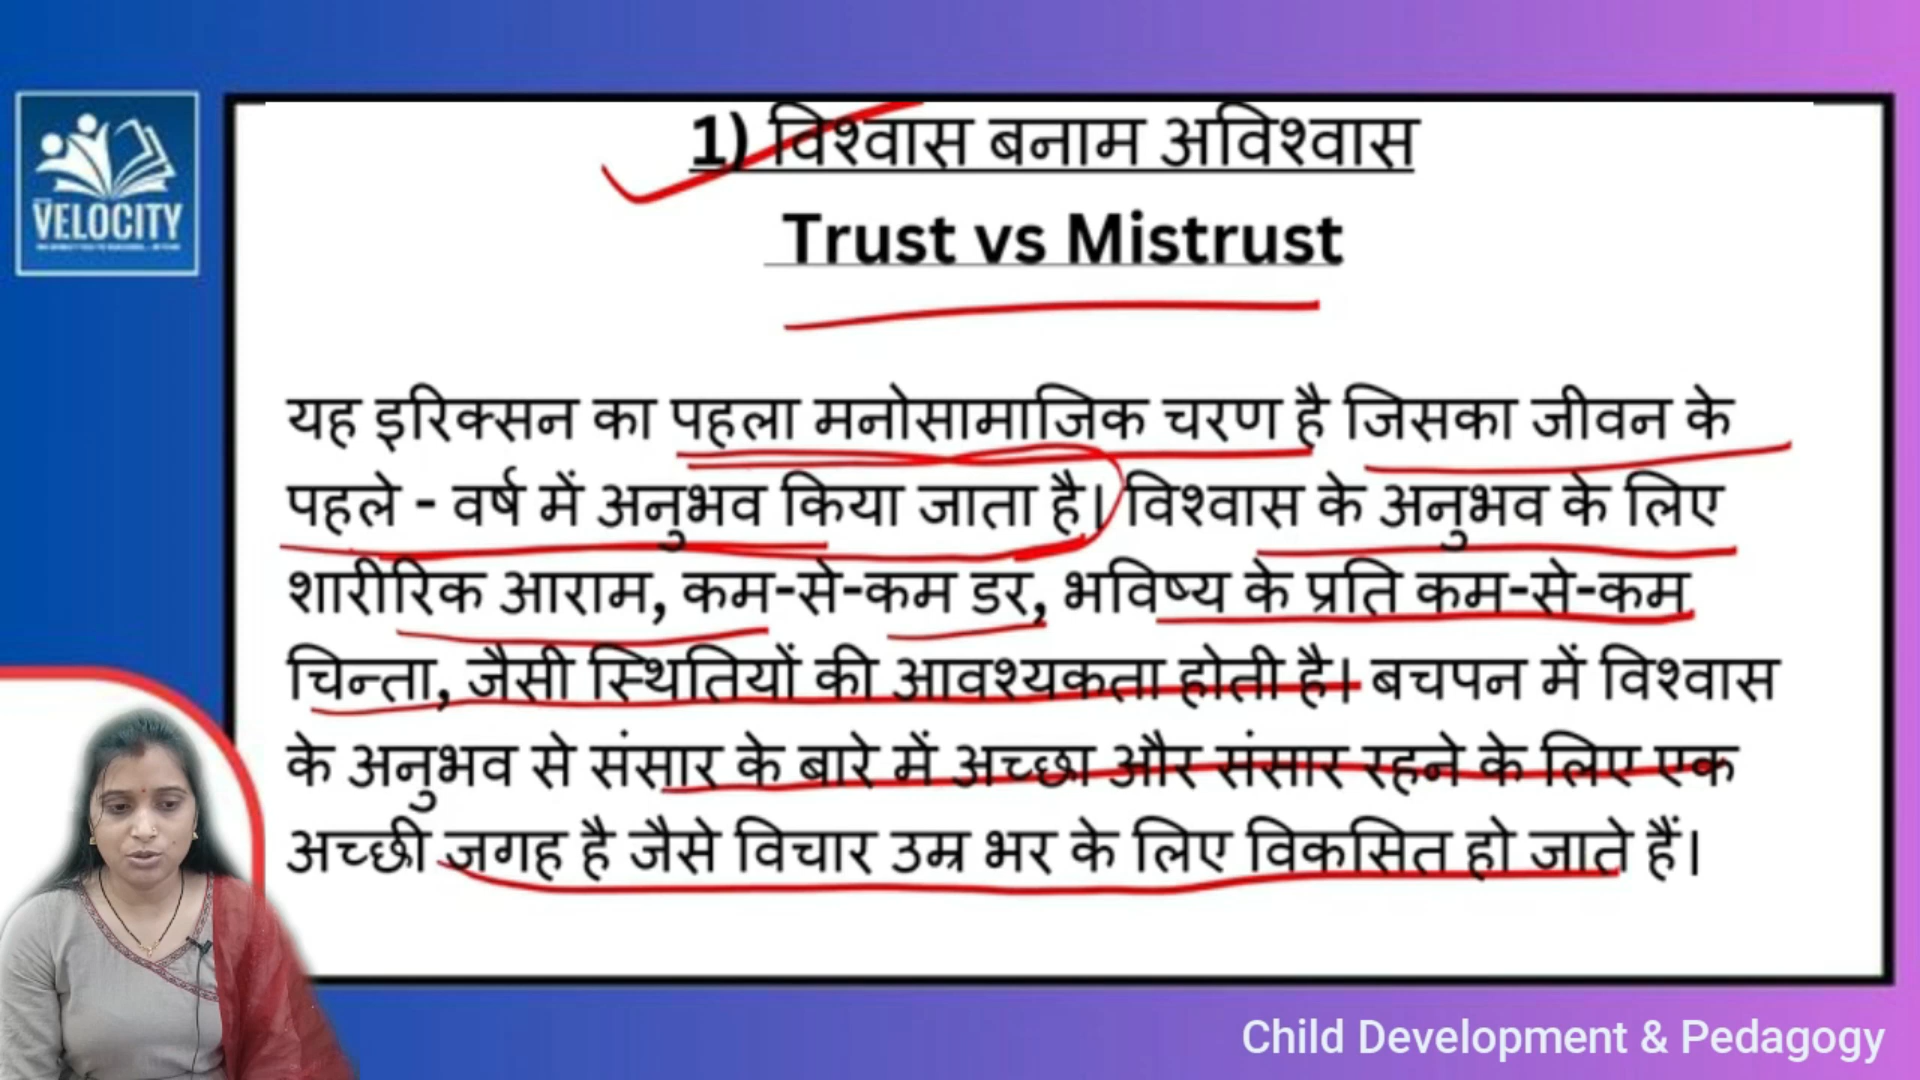 1) विश्वास बनाम अविश्वास
Trust vs Mistrust
यह इरिक्सन का पहला मनोसामाजिक चरण है जिसका जीवन के
पहले - वर्ष में अनुभव किया जाता है। विश्वास के अनुभव के लिए
शारीरिक आराम, कम-से-कम डर, भविष्य के प्रति कम-से-कम
चिन्ता, जैसी स्थितियों की आवश्यकता होती है। बचपन में विश्वास
के अनुभव से संसार के बारे में अच्छा और संसार रहने के लिए एक
अच्छी जगह है जैसे विचार उम्र भर के लिए विकसित हो जाते हैं।
VELOCITY
Child Development & Pedagogy